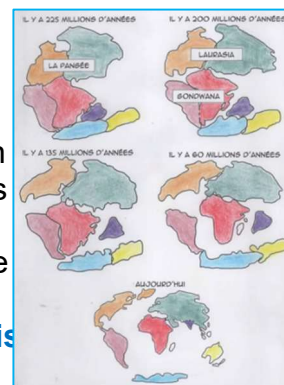 IL Y A 225 MILLIONS D'ANNÉES
LA PANGÉE
IL Y A 200 MILLIONS D'ANNÉES
LAURASIA
GONDWANA
IL Y A 135 MILLIONS D'ANNÉES
IL Y A 60 MILLIONS D'ANNÉES
AUJOURD'HUI